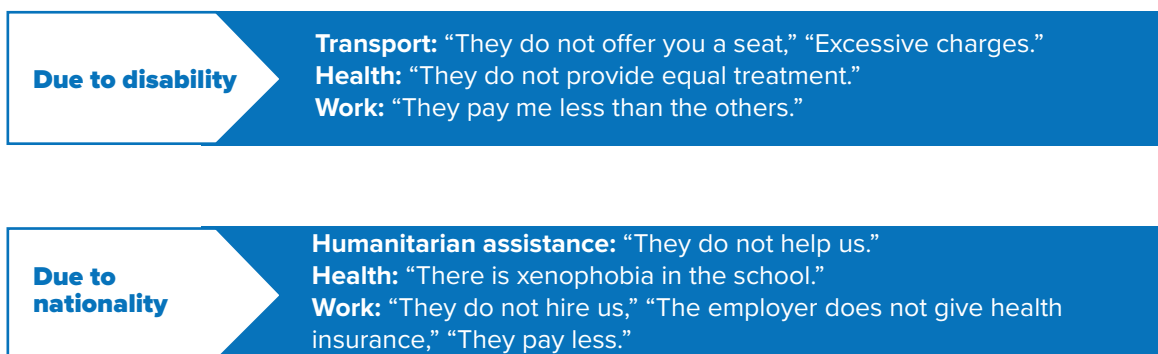 Due to disability
Transport: “They do not offer you a seat,” “Excessive charges.”
Health: “They do not provide equal treatment.”
Work: “They pay me less than the others.”
Due to
nationality
Humanitarian assistance: “They do not help us.”
Health: “There is xenophobia in the school.”
Work: “They do not hire us,” “The employer does not give health
insurance,” “They pay less.”